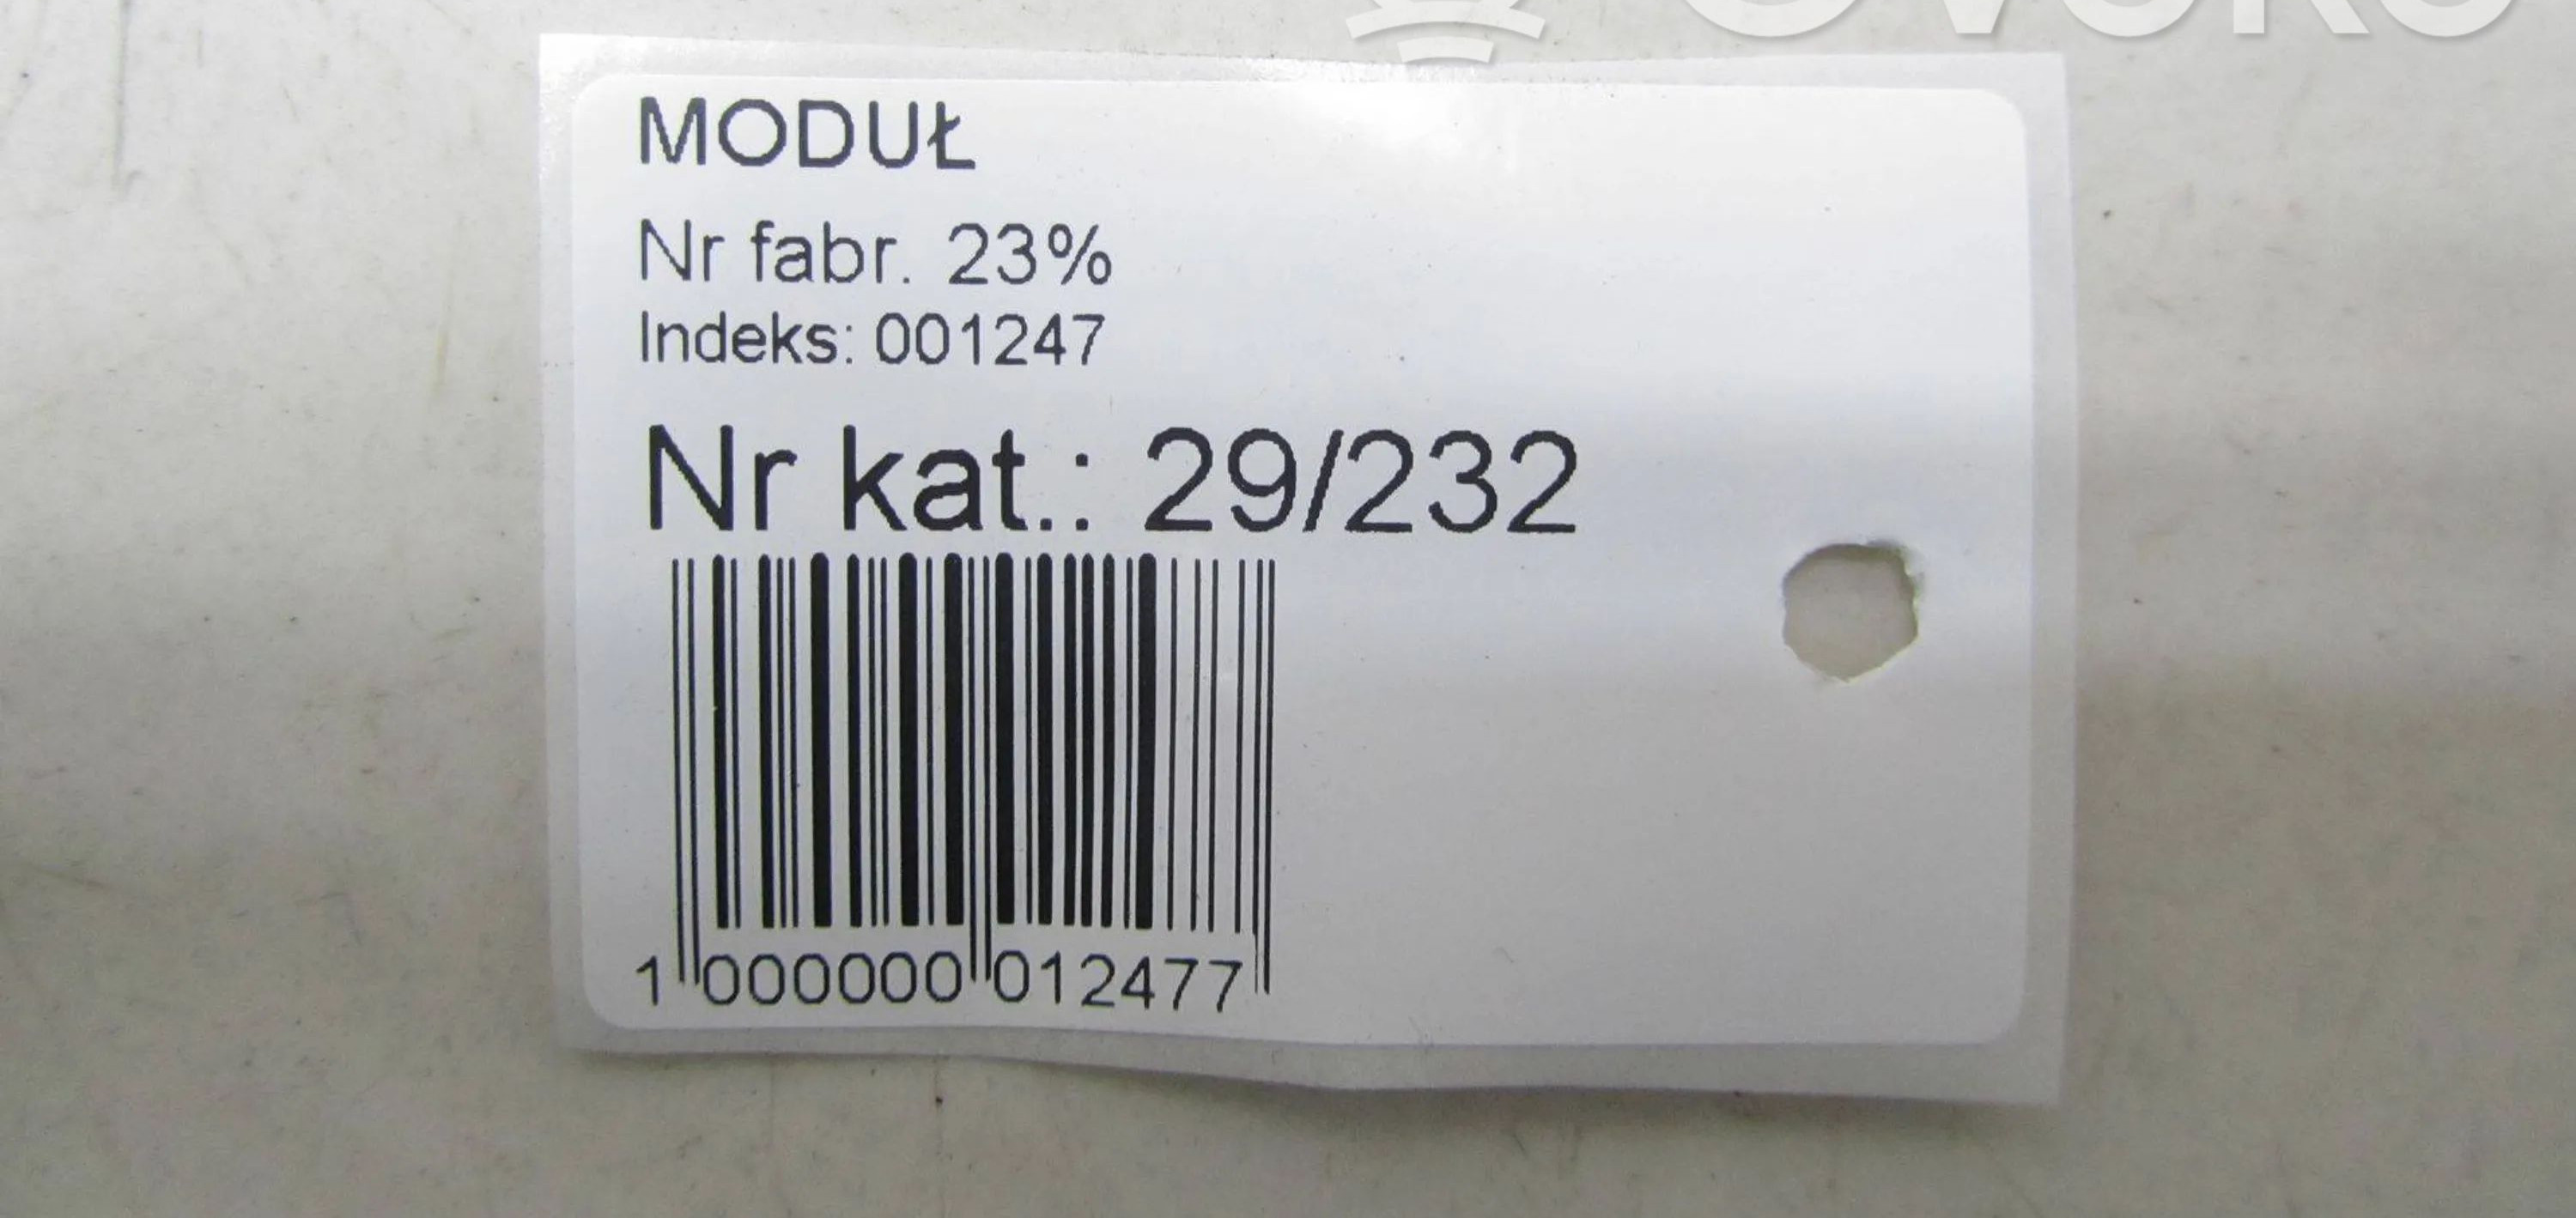 MODUŁ
Nr fabr. 23%
Indeks: 001247
Nr kat.: 29/232
1 000000 012477